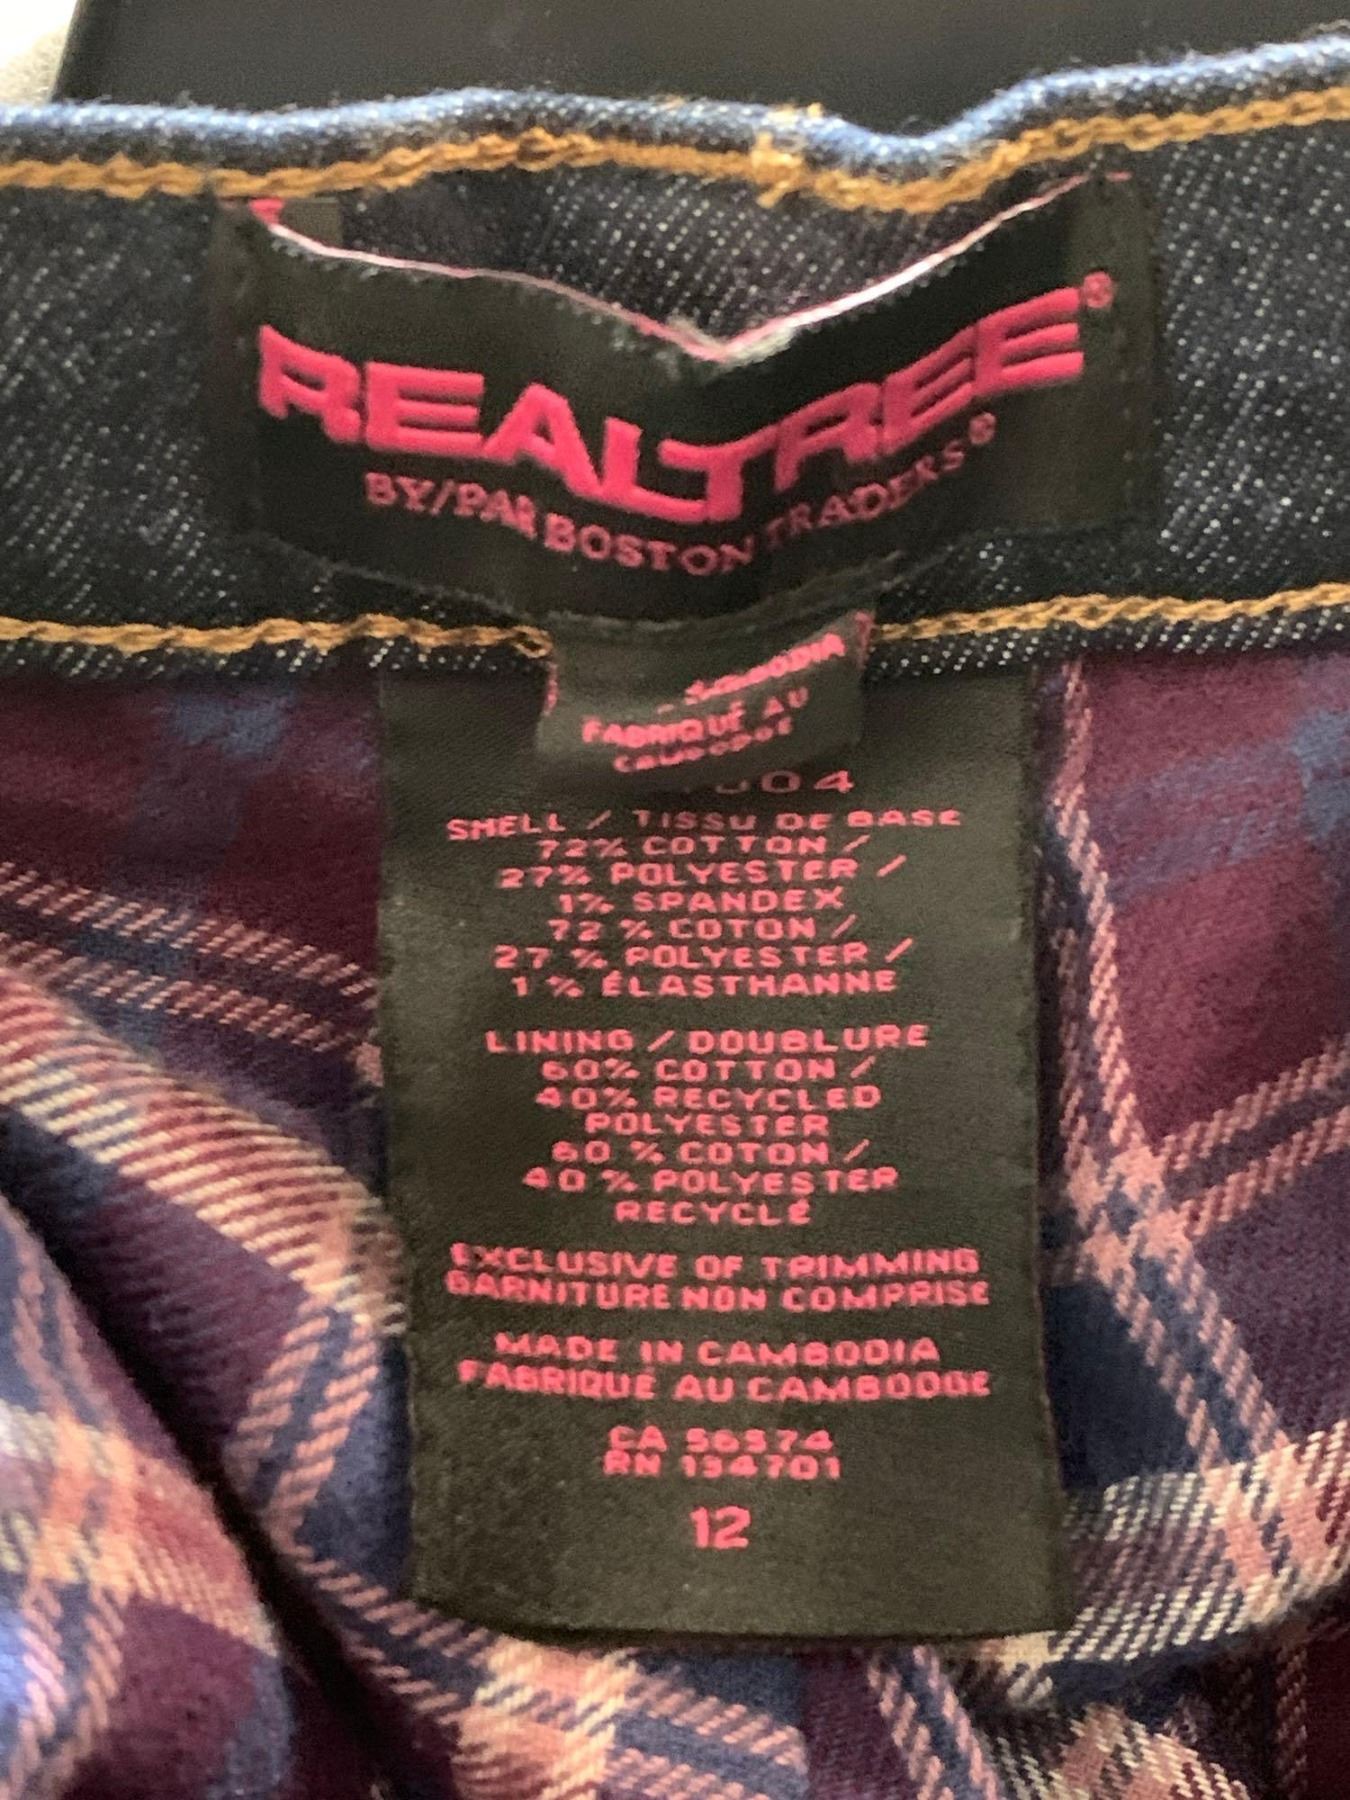 REALTREE®
BY/PAR BOSTON TRADERS®
FABRIQUÉ AU
SHELL / TISSU DE BASE
72% COTTON /
27% POLYESTER /
1% SPANDEX
72 % COTON /
27 % POLYESTER /
1 % ÉLASTHANNE
LINING / DOUBLURE
60% COTTON /
40% RECYCLED
POLYESTER
60 % COTON /
40 % POLYESTER
RECYCLÉ
EXCLUSIVE OF TRIMMING
GARNITURE NON COMPRISE
MADE IN CAMBODIA
FABRIQUÉ AU CAMBODGE
CA 56574
RN 134701
12